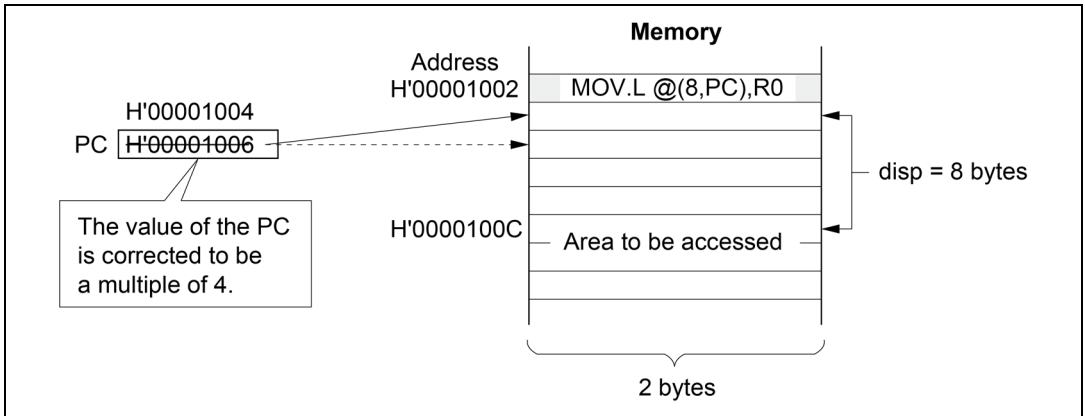 Memory
Address
H'00001002
MOV.L @(8,PC),R0
H'00001004
PC H'00001006
disp = 8 bytes
The value of the PC
is corrected to be
a multiple of 4.
H'0000100C
Area to be accessed
2 bytes